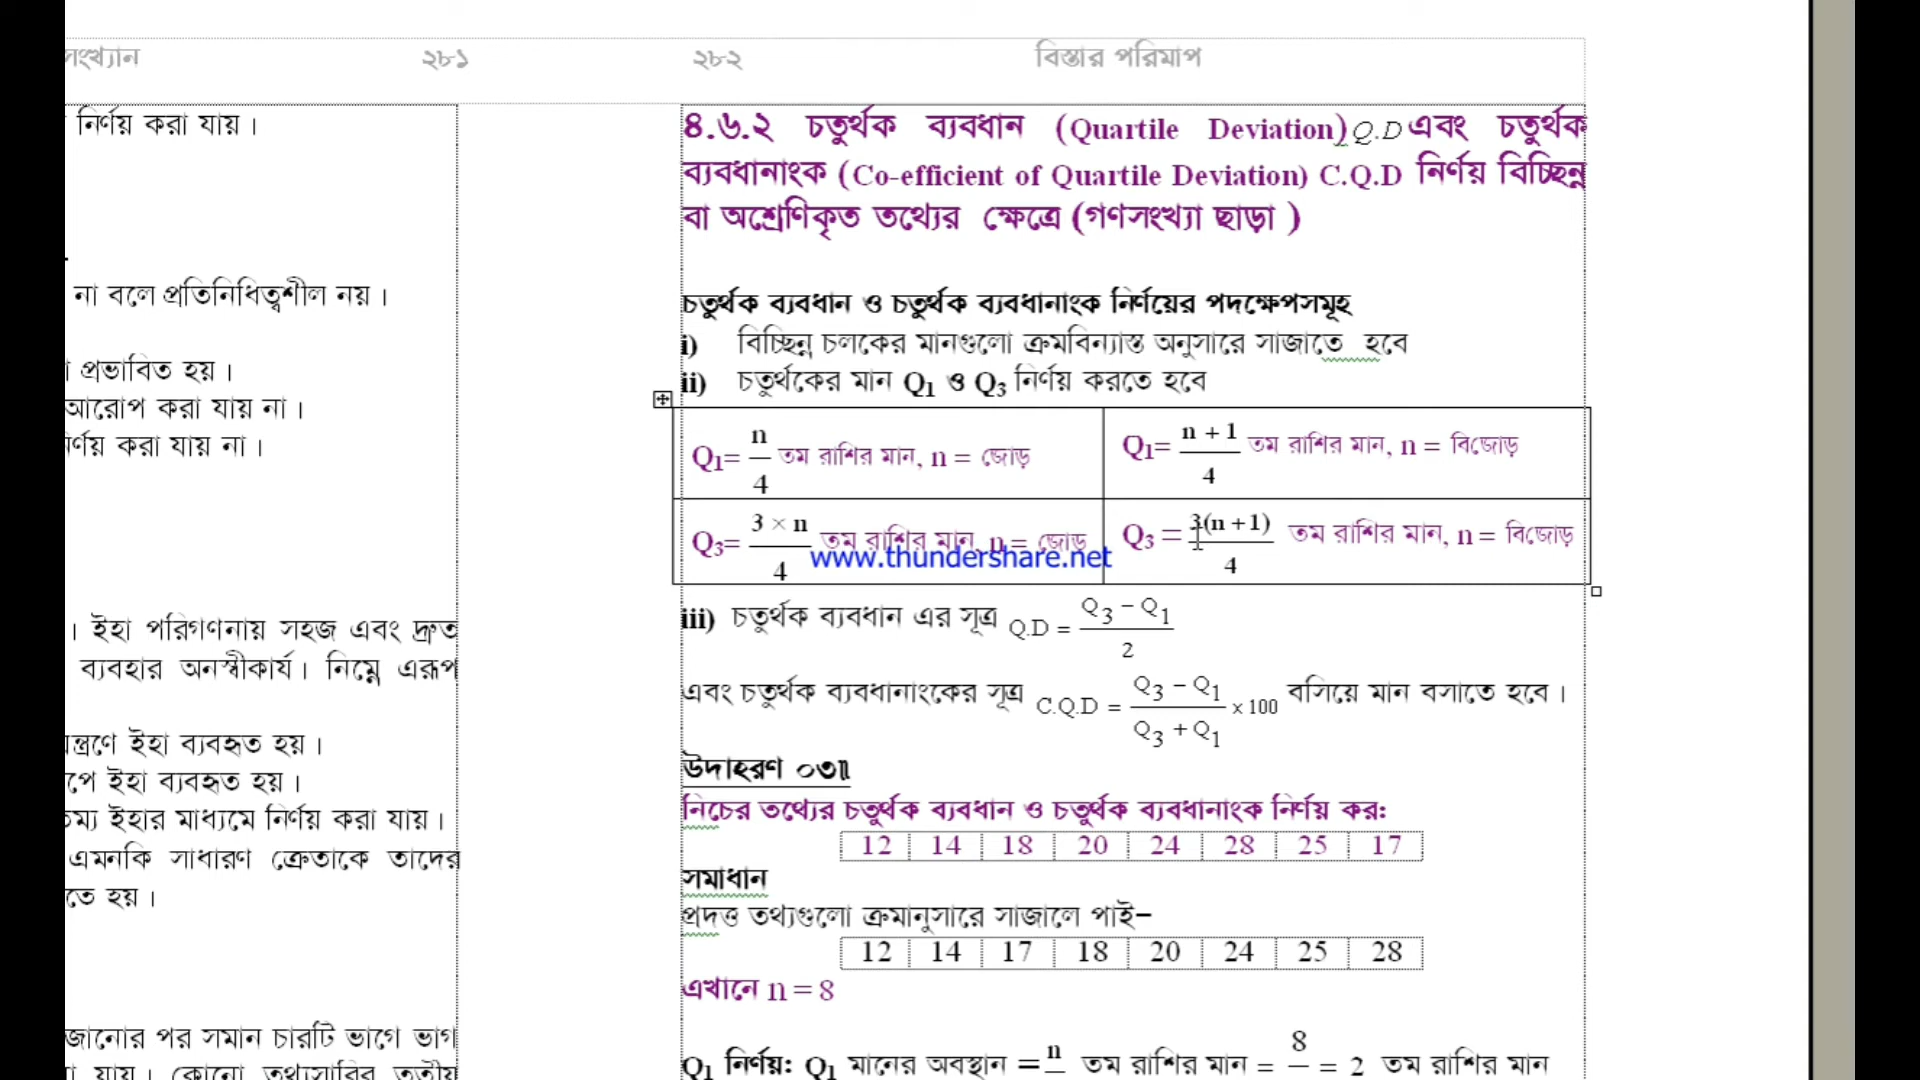 সংখ্যান ২৮১ ২৮২ বিস্তার পরিমাপ
নির্ণয় করা যায়।
না বলে প্রতিনিধিত্বশীল নয়।
প্রভাবিত হয়।
আরোপ করা যায় না।
নির্ণয় করা যায় না।
। ইহা পরিগণনায় সহজ এবং দ্রুত
ব্যবহার অনস্বীকার্য। নিম্নে এরূপ
ইহা ব্যবহৃত হয়।
পে ইহা ব্যবহৃত হয়।
তম্য ইহার মাধ্যমে নির্ণয় করা যায়।
এমনকি সাধারণ ক্রেতাকে তাদের
তে হয়।
জানোর পর সমান চারটি ভাগে ভাগ
যায়। কোনো তথ্যসারির তৃতীয়
৪.৬.২ চতুর্থক ব্যবধান (Quartile Deviation) Q.D এবং চতুর্থক
ব্যবধানাংক (Co-efficient of Quartile Deviation) C.Q.D নির্ণয় বিচ্ছিন্ন
বা অশ্রেণিকৃত তথ্যের ক্ষেত্রে (গণসংখ্যা ছাড়া )
চতুর্থক ব্যবধান ও চতুর্থক ব্যবধানাংক নির্ণয়ের পদক্ষেপসমূহ
i) বিচ্ছিন্ন চলকের মানগুলো ক্রমবিন্যাস্ত অনুসারে সাজাতে হবে
ii) চতুর্থকের মান Q1 ও Q3 নির্ণয় করতে হবে
Q1= n/4 তম রাশির মান, n = জোড় Q1= n + 1/4 তম রাশির মান, n = বিজোড়
Q3= 3 × n/4 তম রাশির মান, n = জোড় Q3 = 3(n +1)/4 তম রাশির মান, n = বিজোড়
www.thundershare.net
iii) চতুর্থক ব্যবধান এর সূত্র Q.D = Q3 − Q1/2
এবং চতুর্থক ব্যবধানাংকের সূত্র C.Q.D = Q3 − Q1/Q3 + Q1 x 100 বসিয়ে মান বসাতে হবে।
উদাহরণ ০৩॥
নিচের তথ্যের চতুর্থক ব্যবধান ও চতুর্থক ব্যবধানাংক নির্ণয় কর:
12 14 18 20 24 28 25 17
সমাধান
প্রদত্ত তথ্যগুলো ক্রমানুসারে সাজালে পাই–
12 14 17 18 20 24 25 28
এখানে n = 8
Q1 নির্ণয়: Q1 মানের অবস্থান = n তম রাশির মান = 8 = 2 তম রাশির মান